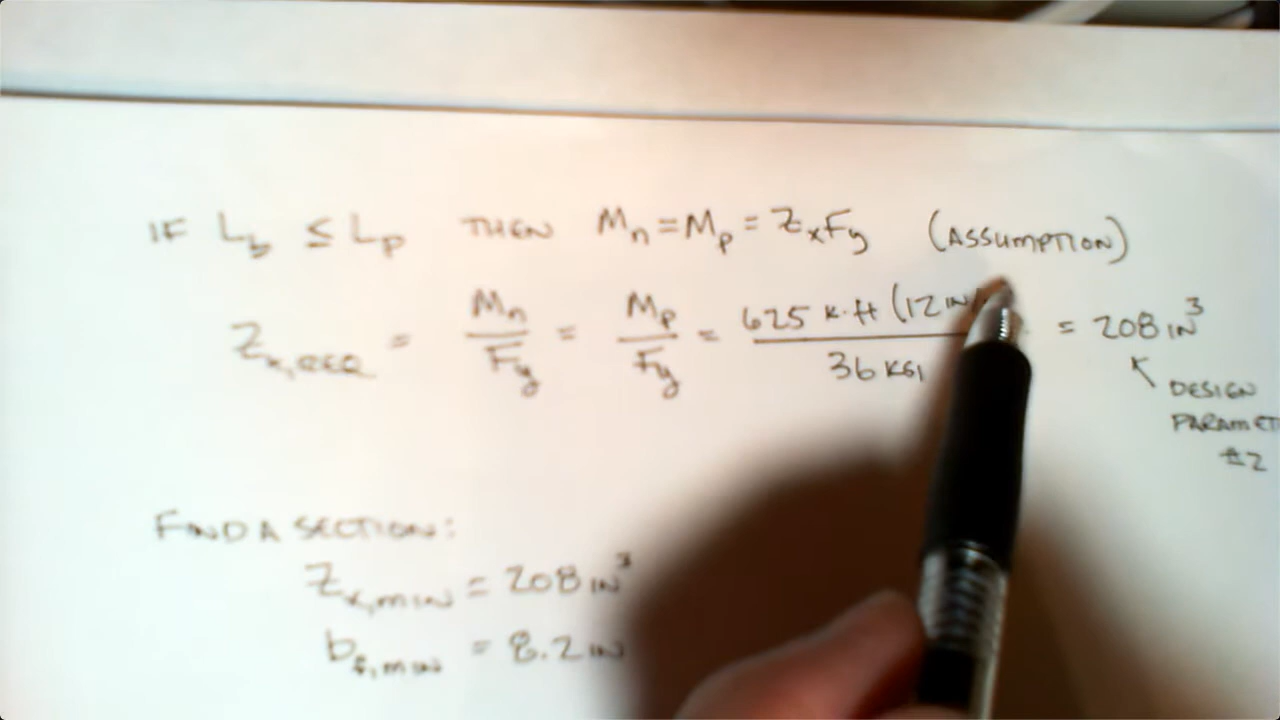 IF Lb ≤ Lp THEN Mn = Mp = ZxFy (ASSUMPTION)
Zx,REQ = Mn/Fy = Mp/Fy = 625 K·ft (12 IN/ / 36 KSI = 208 IN³
DESIGN
PARAMET
#2
FIND A SECTION:
Zx,MIN = 208 IN³
bf,MIN = 8.2 IN